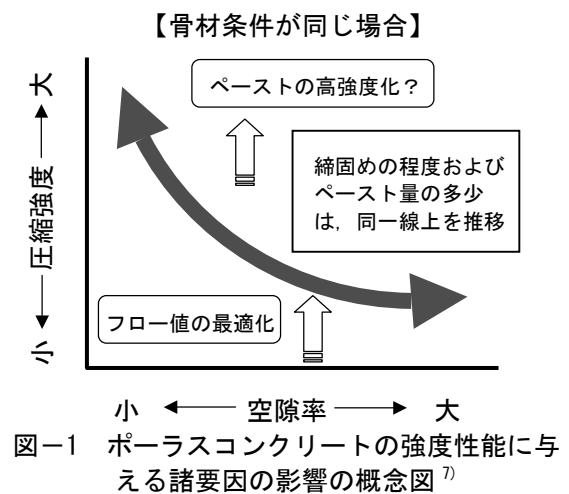 【骨材条件が同じ場合】
ペーストの高強度化？
締固めの程度および
ペースト量の多少
は，同一線上を推移
小 圧縮強度 大
フロー値の最適化
小 空隙率 大
図－1 ポーラスコンクリートの強度性能に与
える諸要因の影響の概念図 7)